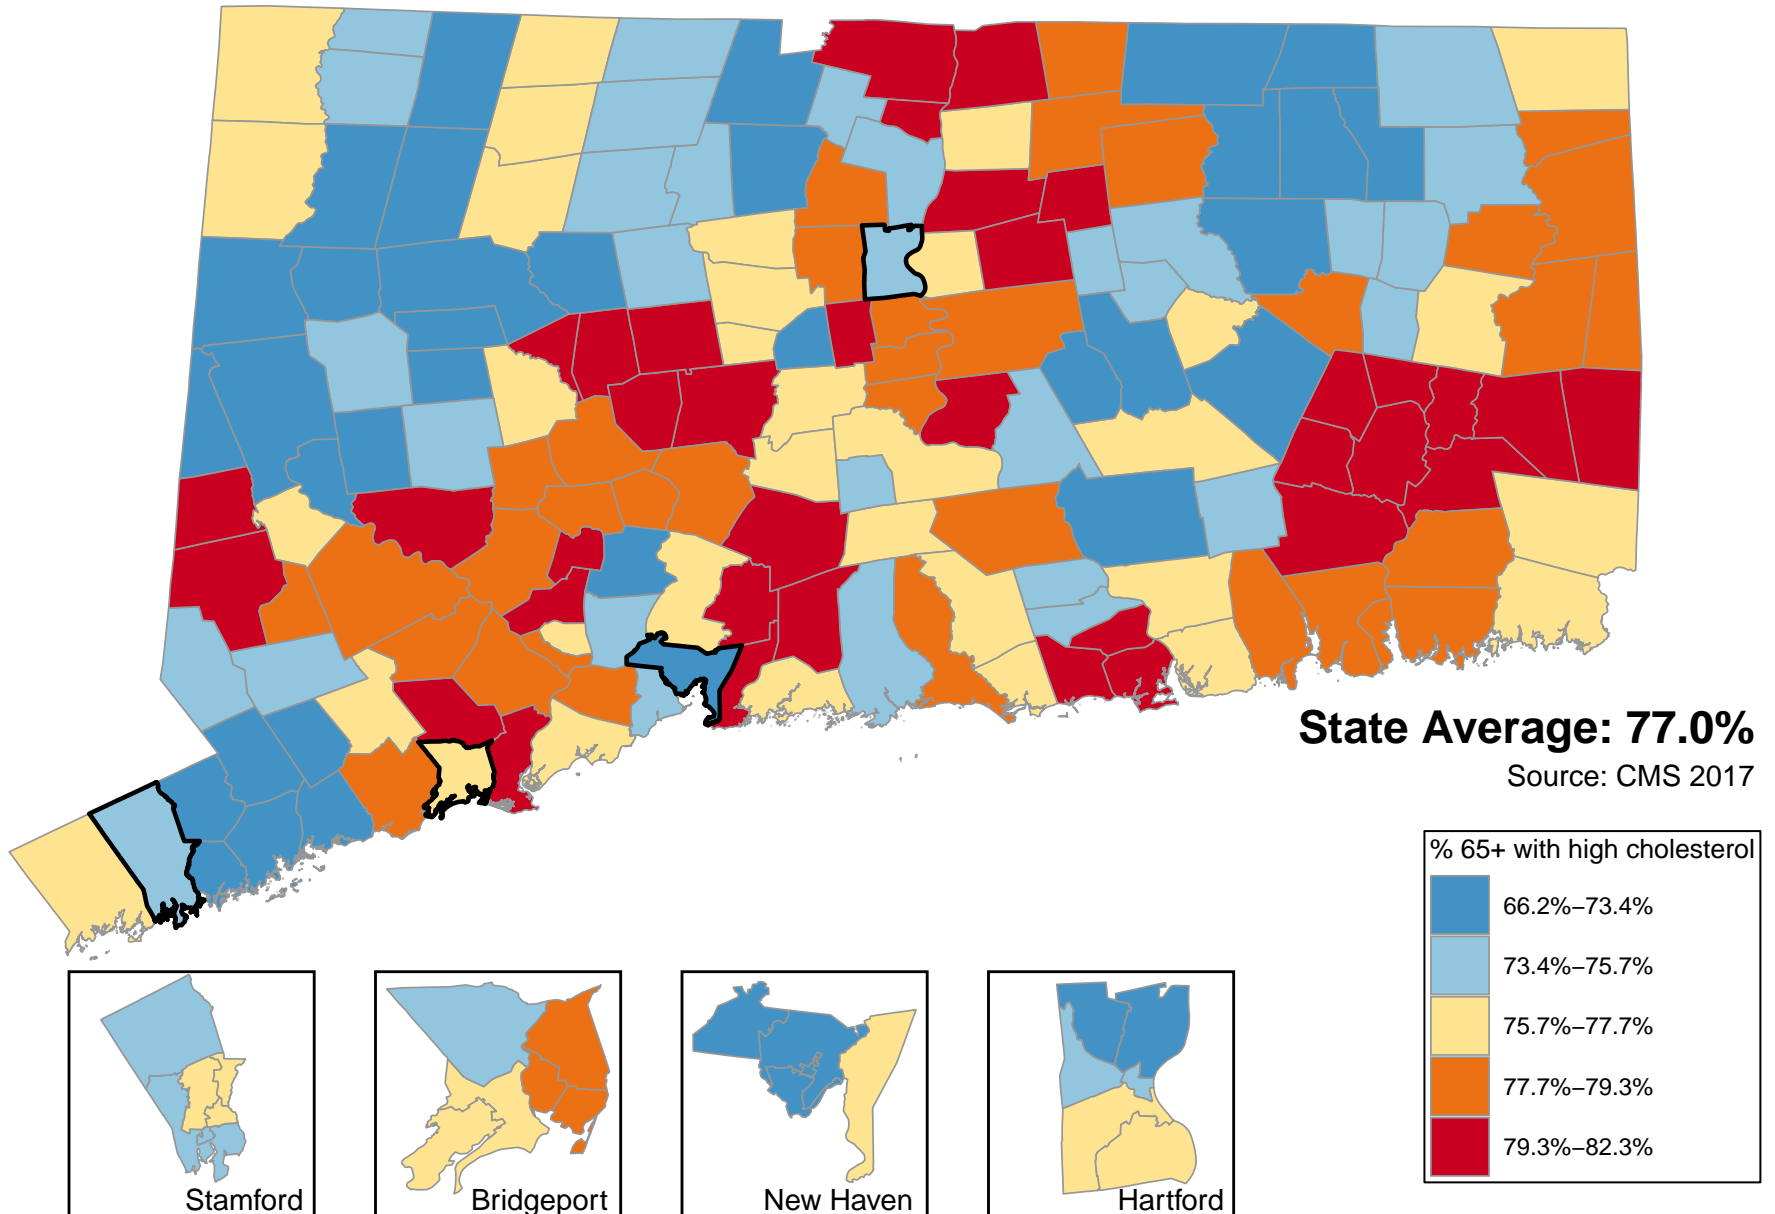 State Average: 77.0%
Source: CMS 2017
% 65+ with high cholesterol
66.2%–73.4%
73.4%–75.7%
75.7%–77.7%
77.7%–79.3%
79.3%–82.3%
Stamford
Bridgeport
New Haven
Hartford